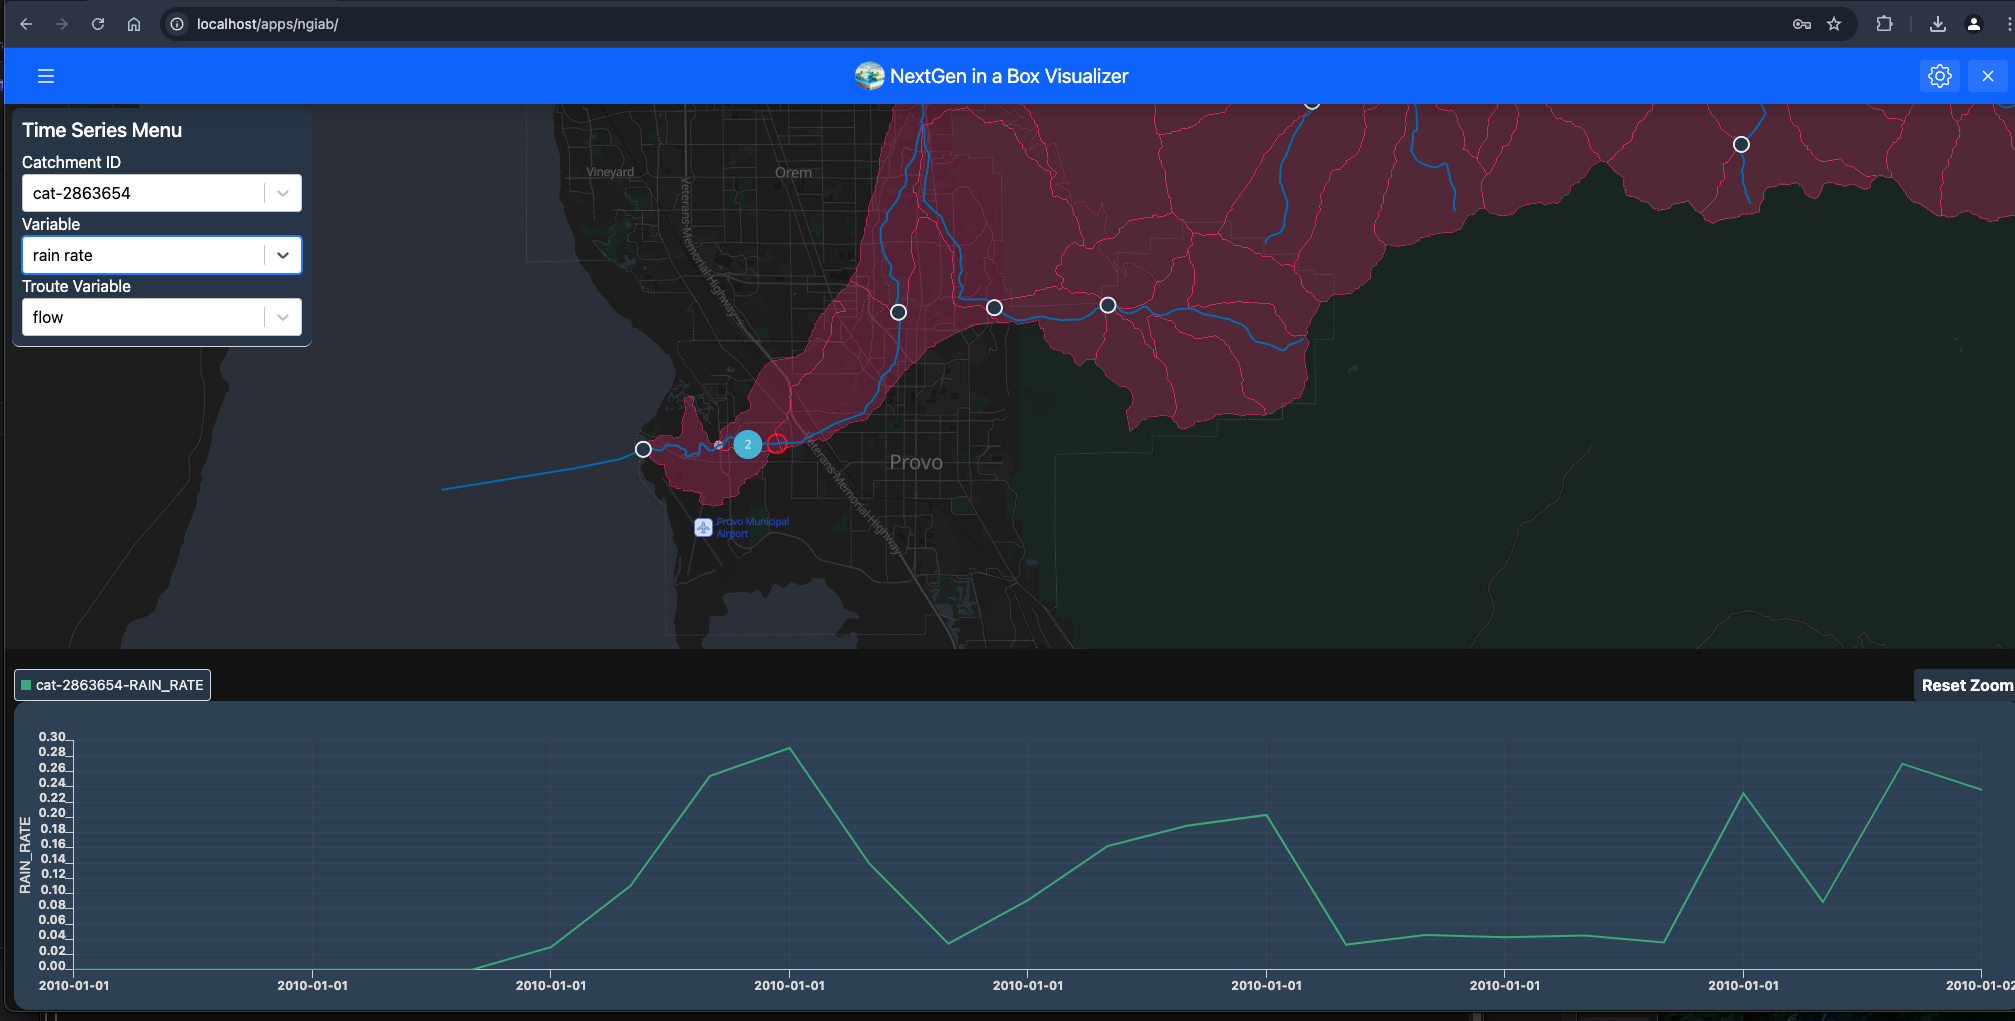 localhost/apps/ngiab/
NextGen in a Box Visualizer
Time Series Menu
Catchment ID
cat-2863654
Variable
rain rate
Troute Variable
flow
Vineyard
Orem
Veterans-Memorial-Highway
2
Provo
Veterans-Memorial-Highway
Provo Municipal
Airport
cat-2863654-RAIN_RATE
Reset Zoom
RAIN_RATE
0.30
0.28
0.26
0.24
0.22
0.20
0.18
0.16
0.14
0.12
0.10
0.08
0.06
0.04
0.02
0.00
2010-01-01
2010-01-01
2010-01-01
2010-01-01
2010-01-01
2010-01-01
2010-01-01
2010-01-01
2010-01-02